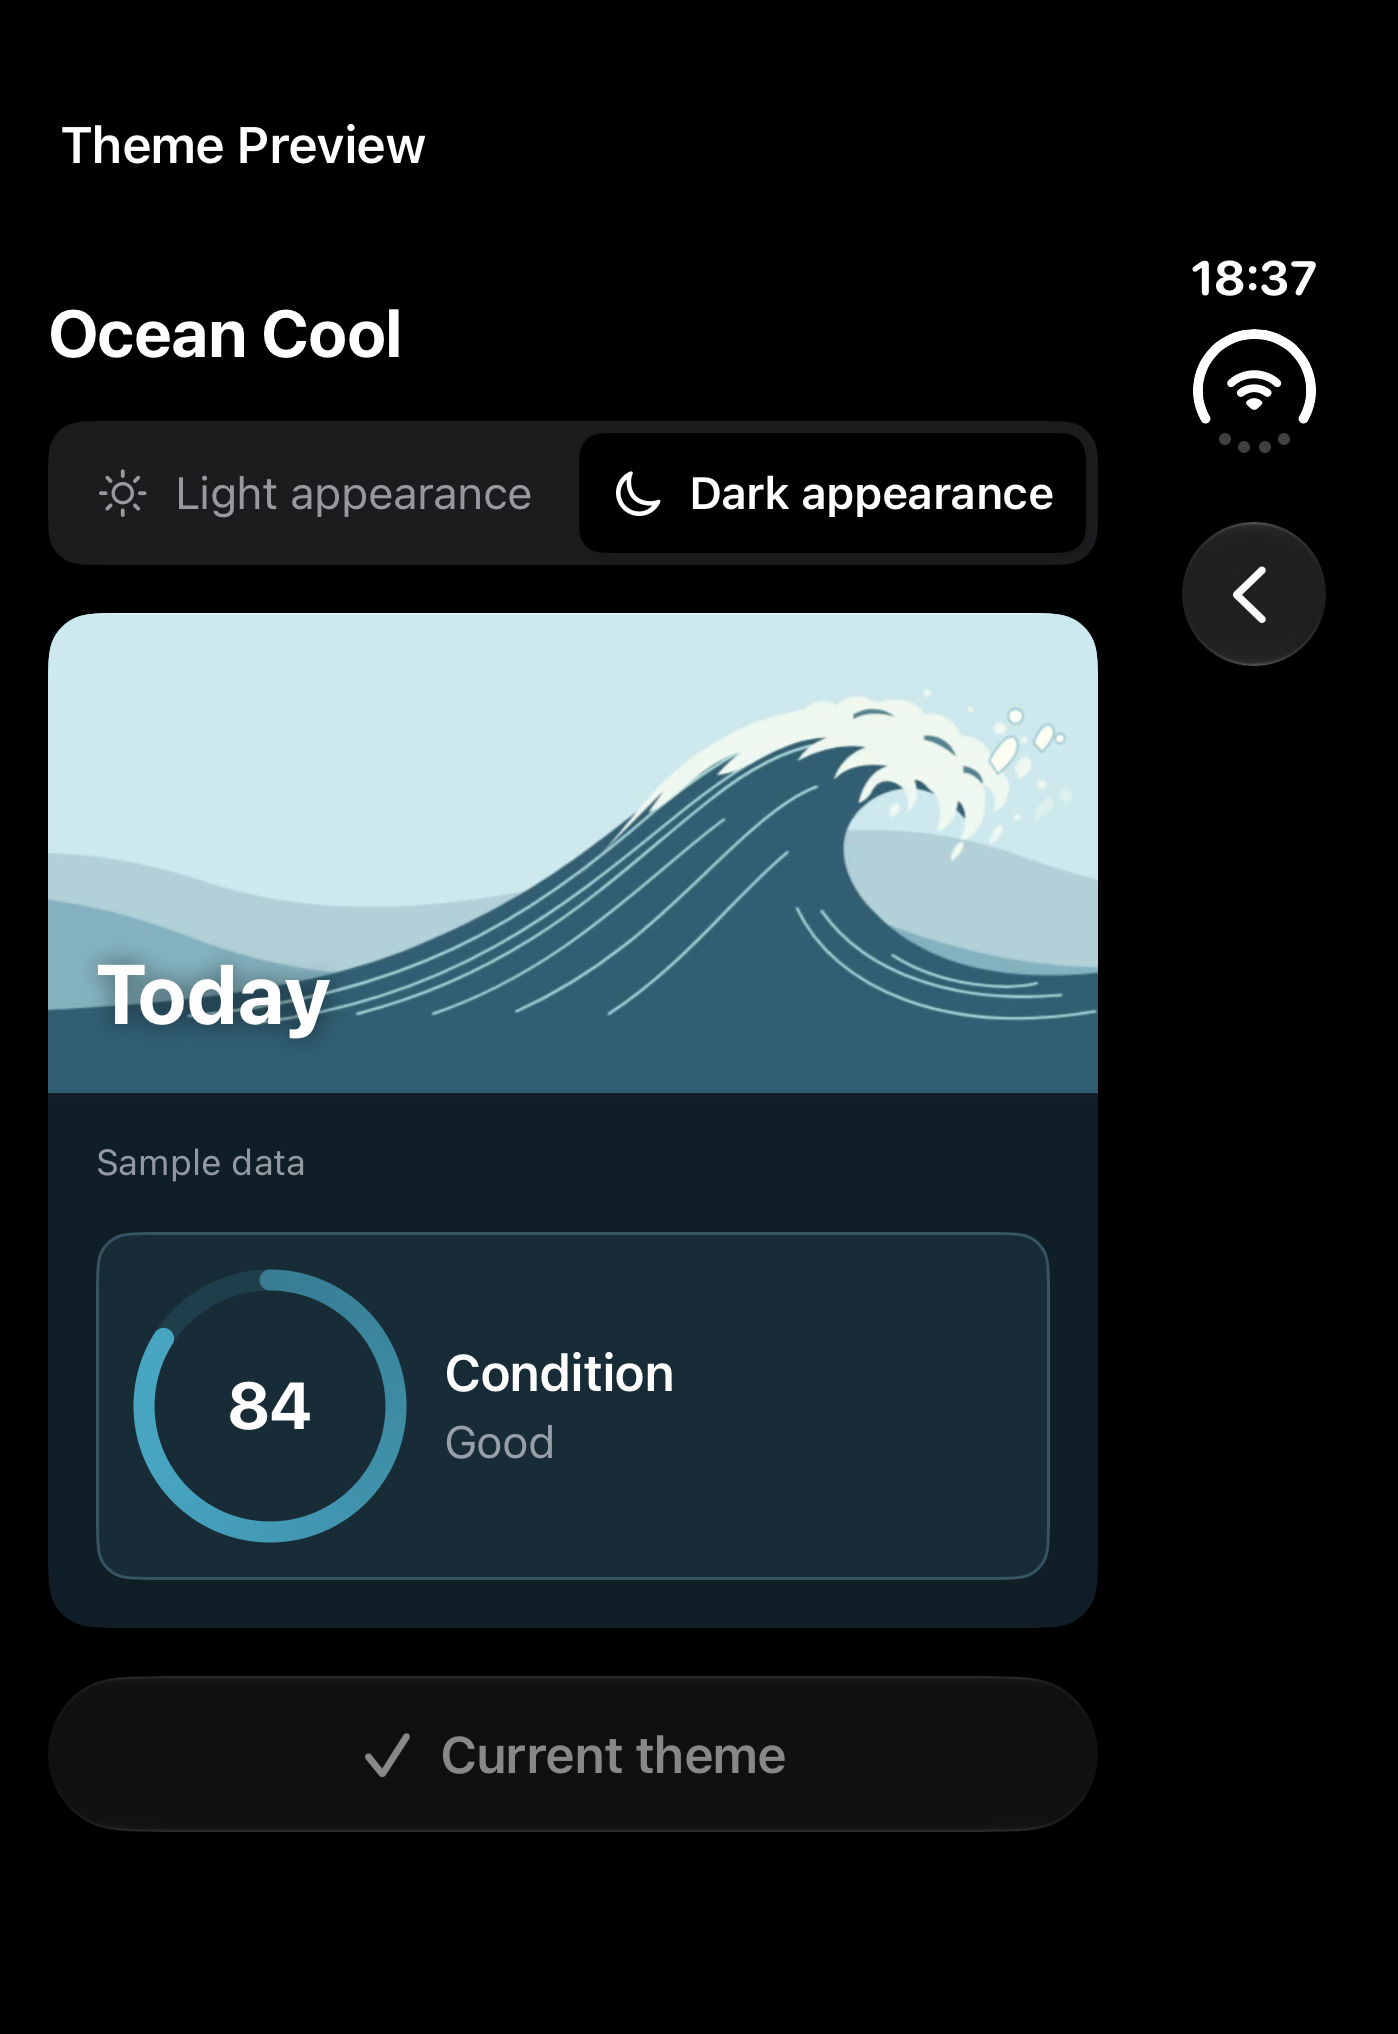 Theme Preview
18:37
Ocean Cool
Light appearance
Dark appearance
Today
Sample data
84
Condition
Good
Current theme